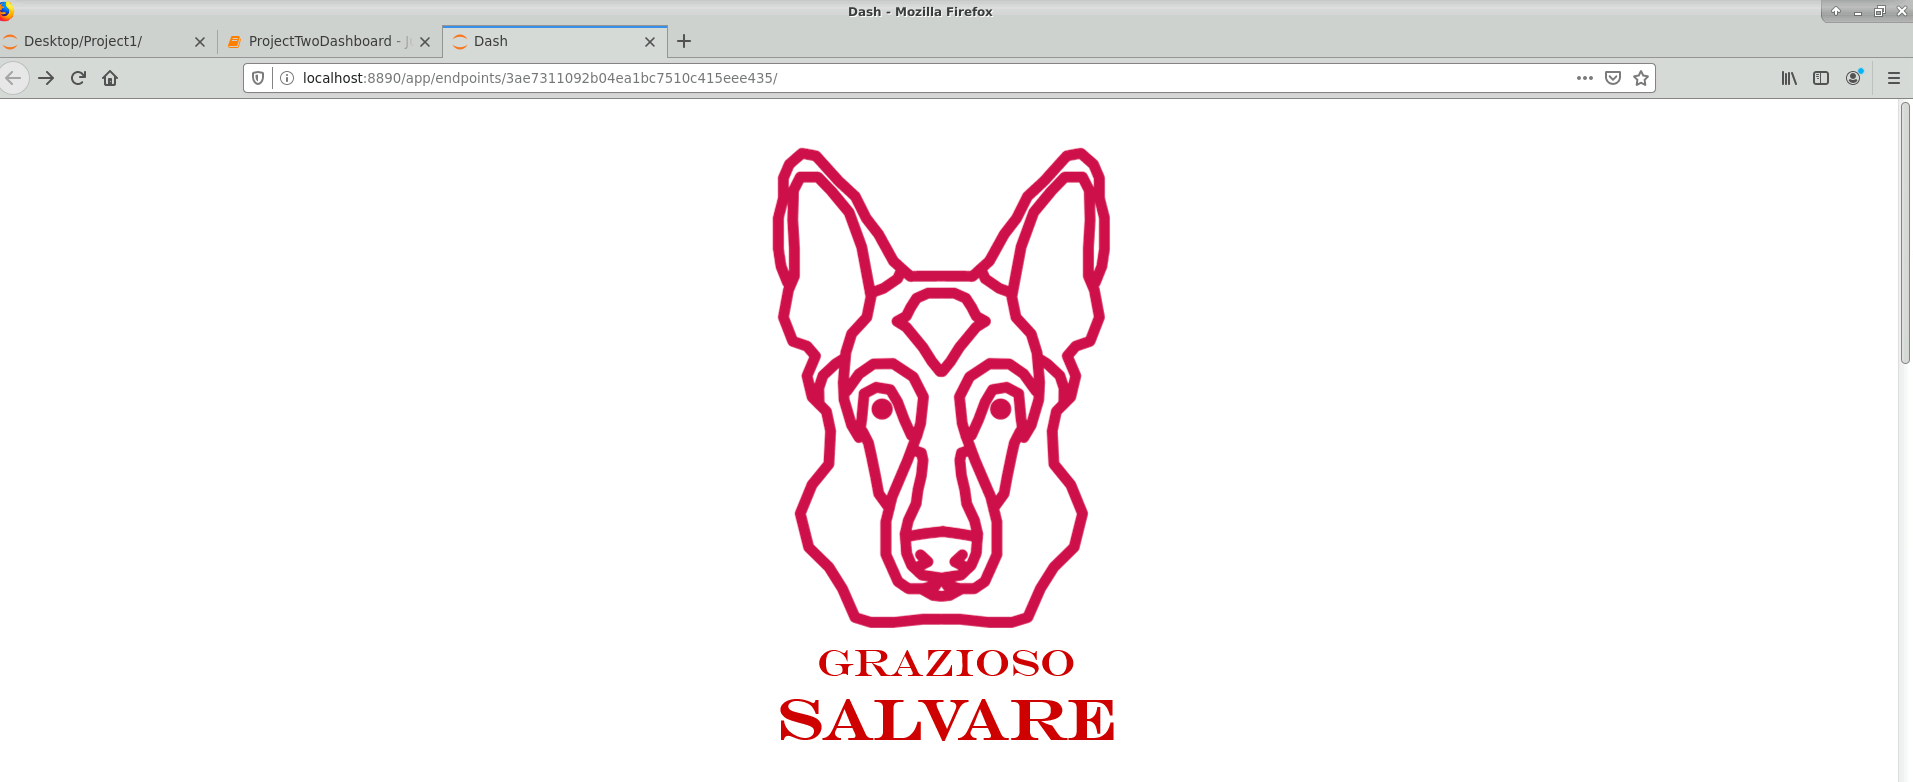 Dash - Mozilla Firefox
Desktop/Project1/
ProjectTwoDashboard -
Dash
localhost:8890/app/endpoints/3ae7311092b04ea1bc7510c415eee435/
GRAZIOSO
SALVARE